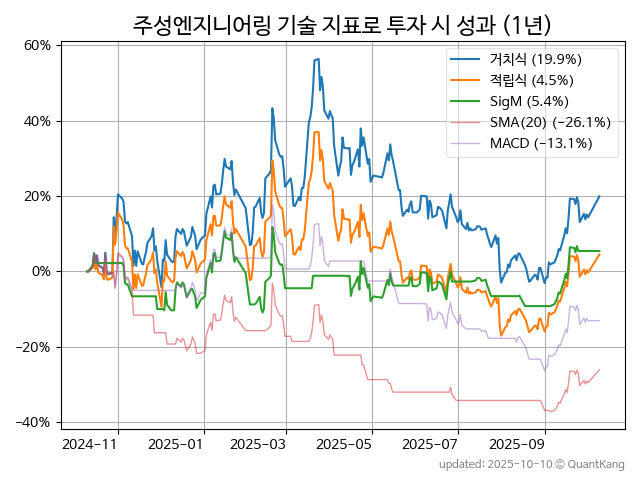 주성엔지니어링 기술 지표로 투자 시 성과 (1년)
60%
40%
20%
0%
−20%
−40%
거치식 (19.9%)
적립식 (4.5%)
SigM (5.4%)
SMA(20) (−26.1%)
MACD (−13.1%)
2024-11
2025-01
2025-03
2025-05
2025-07
2025-09
updated: 2025-10-10 © QuantKang